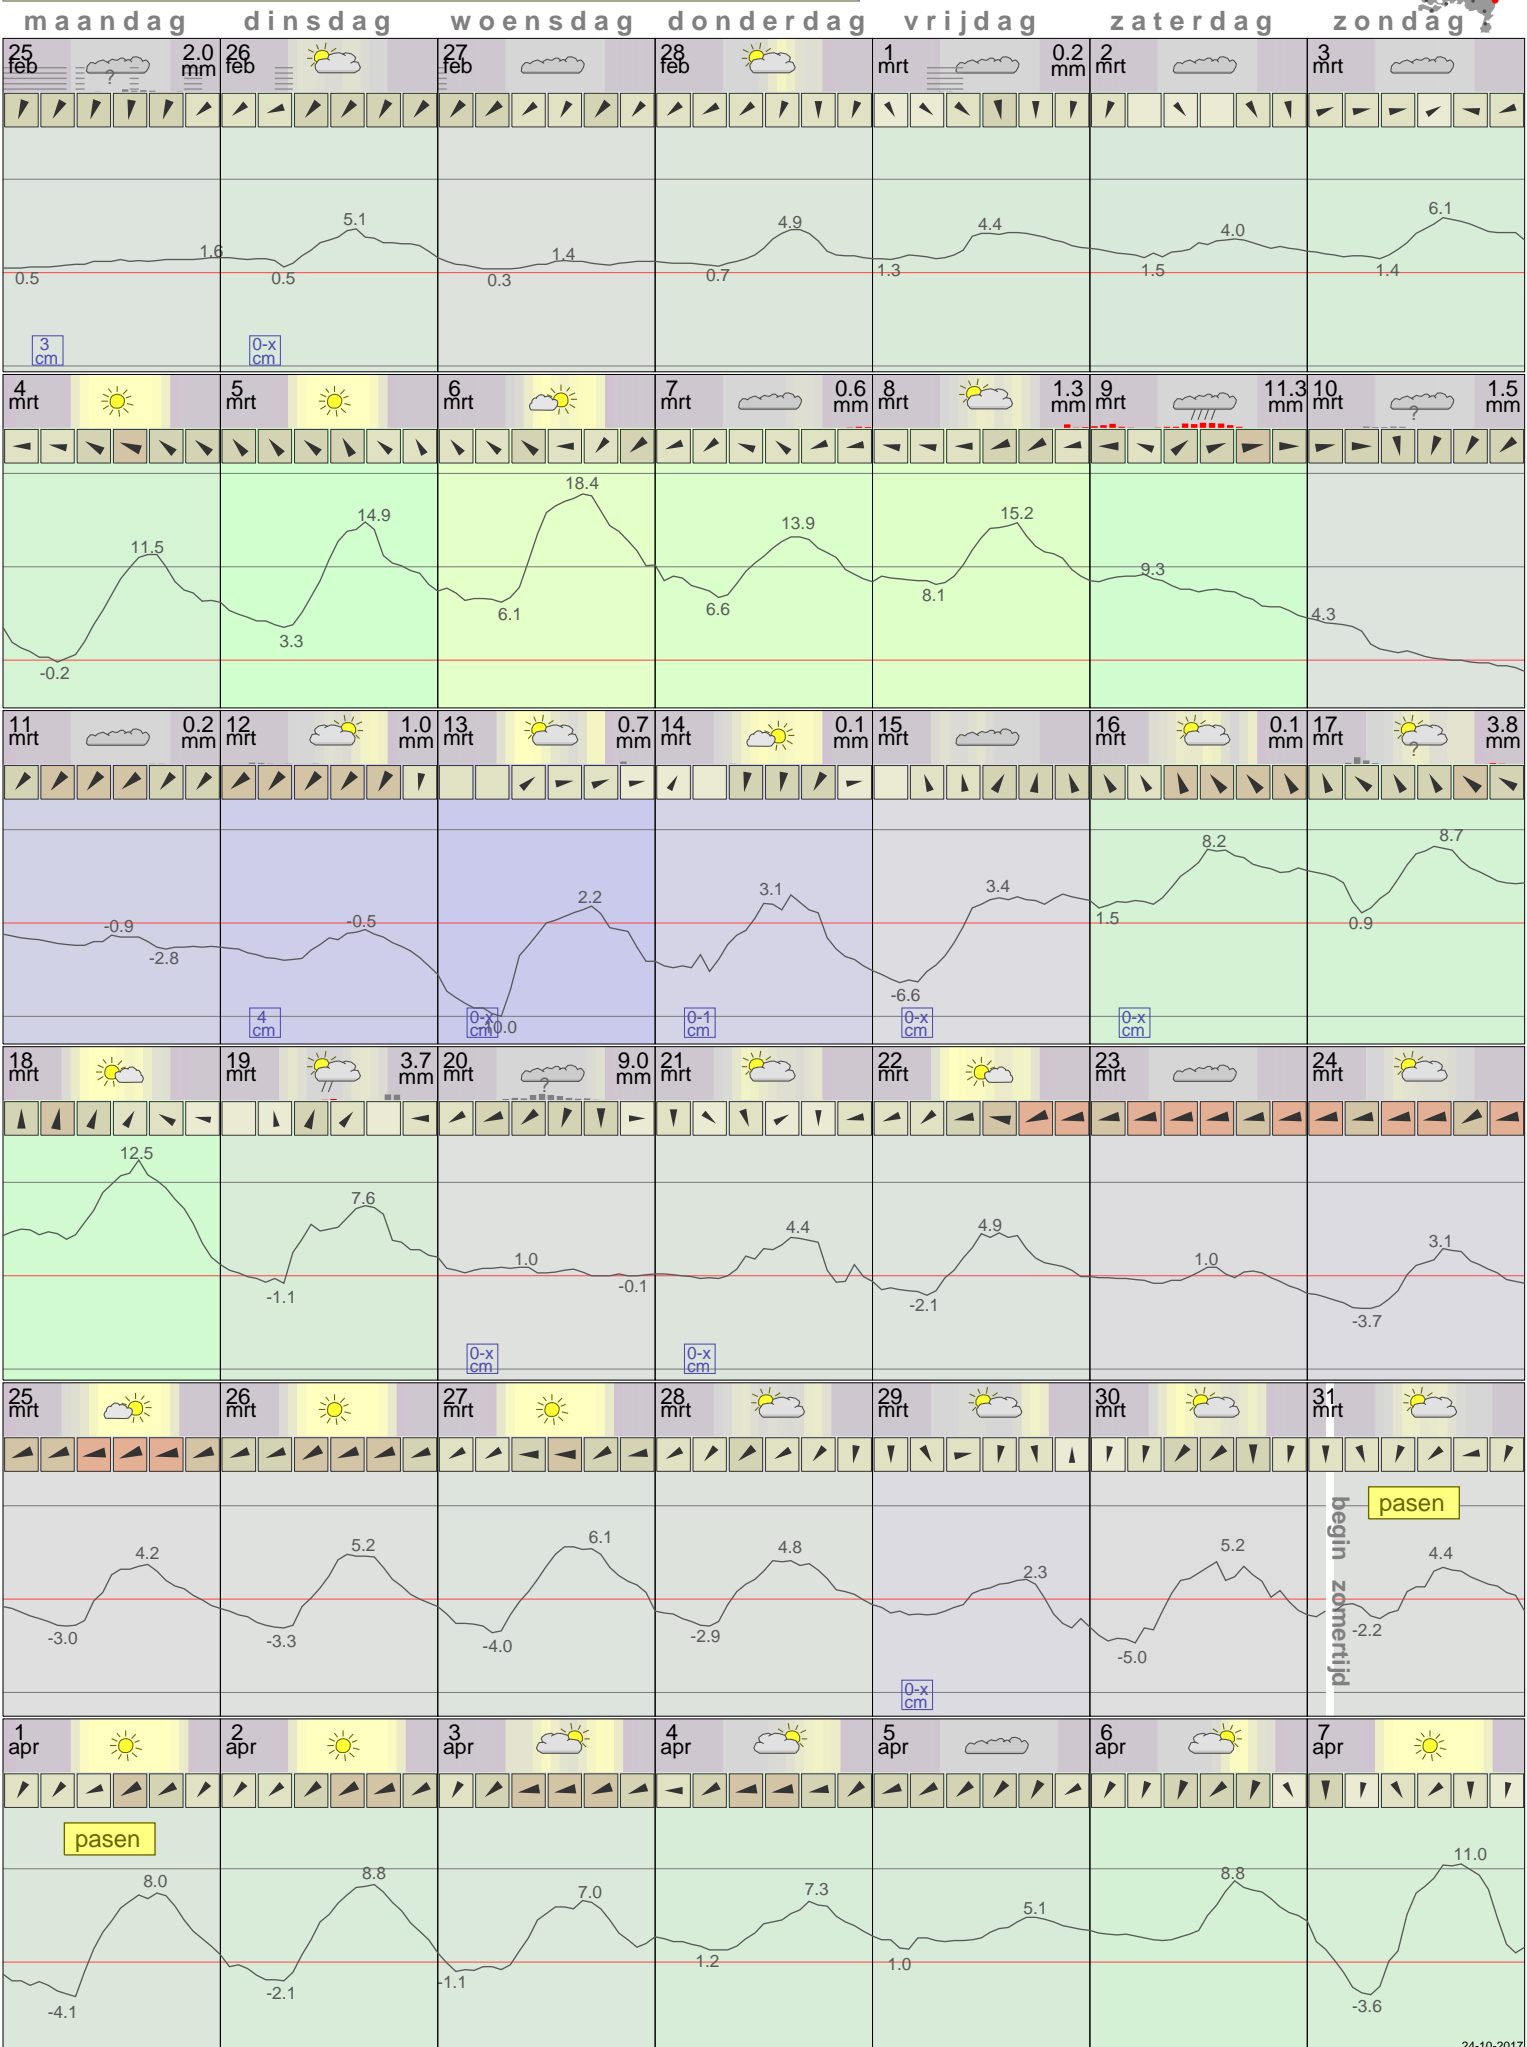 maandag dinsdag woensdag donderdag vrijdag zaterdag zondag
25 2.0 26 27 28 1 0.2 2 3
feb mm feb feb feb mrt mm mrt mrt
?
5.1 4.9 4.4 4.0 6.1
1.6 1.4
0.5 0.5 0.3 0.7 1.3 1.5 1.4
3 0-x
cm cm
4 5 6 7 0.6 8 1.3 9 11.3 10 1.5
mrt mrt mrt mrt mm mrt mm mrt mm mrt mm
?
11.5 14.9 18.4 13.9 15.2 9.3 4.3
-0.2 3.3 6.1 6.6 8.1
11 0.2 12 1.0 13 0.7 14 0.1 15 16 0.1 17 3.8
mrt mm mrt mm mrt mm mrt mm mrt mrt mm mrt mm
?
-0.9 -0.5 2.2 3.1 3.4 8.2 8.7
-2.8 -10.0 -6.6 1.5 0.9
4 0-x 0-1 0-x 0-x
cm cm cm cm cm
18 19 3.7 20 9.0 21 22 23 24
mrt mrt mm mrt mm mrt mrt mrt mrt
?
12.5 7.6 1.0 4.4 4.9 1.0 3.1
-1.1 -0.1 -2.1 -3.7
0-x 0-x
cm cm
25 26 27 28 29 30 31
mrt mrt mrt mrt mrt mrt mrt
pasen
begin zomertijd
4.2 5.2 6.1 4.8 2.3 5.2 4.4
-3.0 -3.3 -4.0 -2.9 -5.0 -2.2
0-x
cm
1 2 3 4 5 6 7
apr apr apr apr apr apr apr
pasen
8.0 8.8 7.0 7.3 5.1 8.8 11.0
-4.1 -2.1 -1.1 1.2 1.0 -3.6
24-10-2017